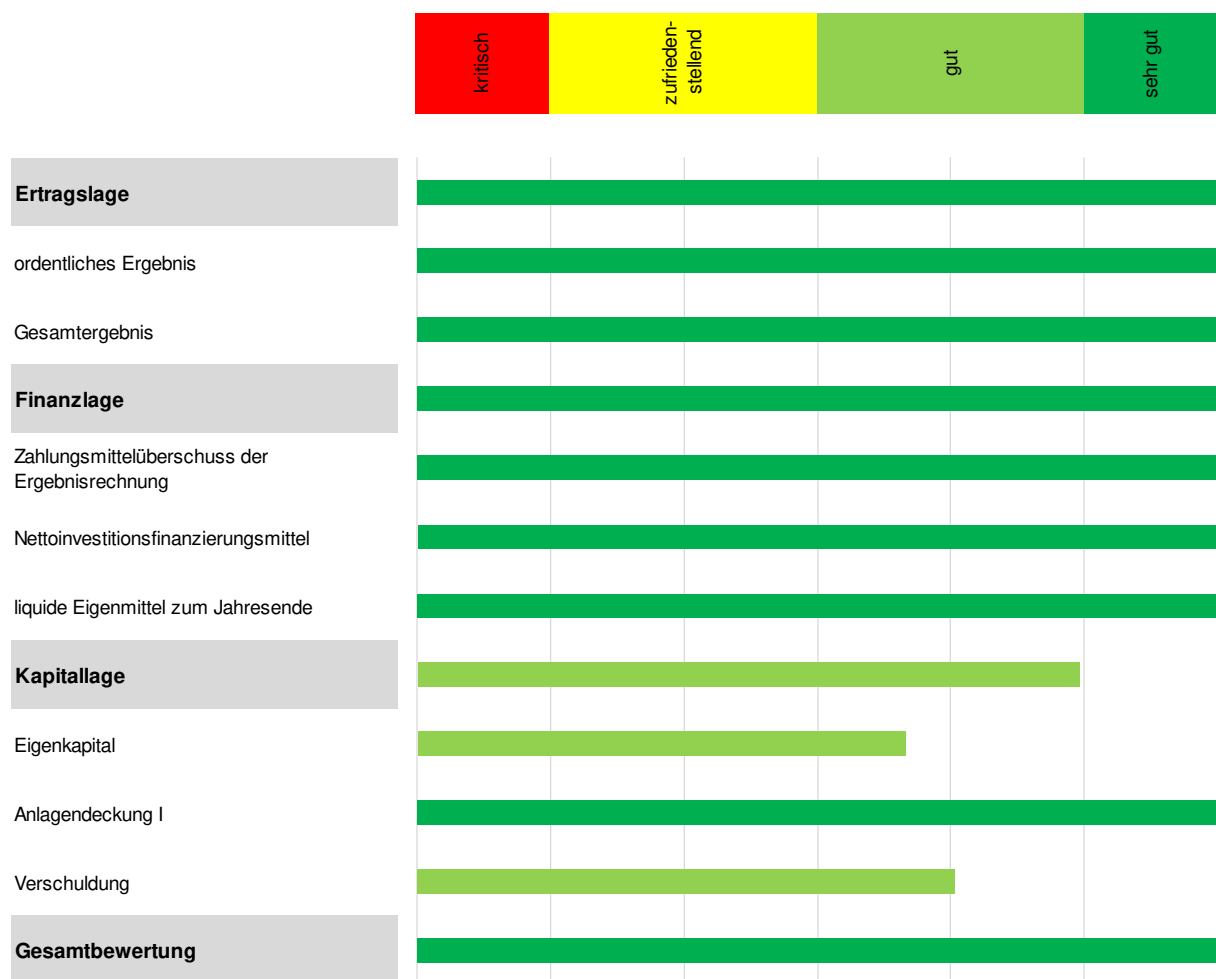 kritisch
zufrieden-
stellend
gut
sehr gut
Ertragslage
ordentliches Ergebnis
Gesamtergebnis
Finanzlage
Zahlungsmittelüberschuss der
Ergebnisrechnung
Nettoinvestitionsfinanzierungsmittel
liquide Eigenmittel zum Jahresende
Kapitallage
Eigenkapital
Anlagendeckung I
Verschuldung
Gesamtbewertung